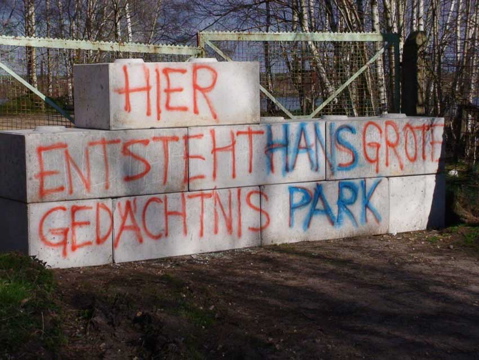 HIER
ENTSTEHT HANS GROTE
GEDÄCHTNIS PARK